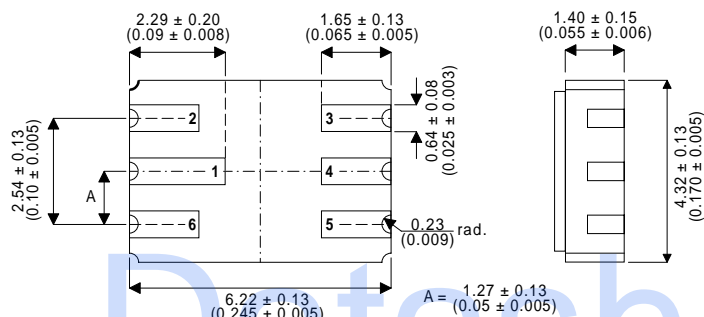 2.29 ± 0.20
(0.09 ± 0.008)
1.65 ± 0.13
(0.065 ± 0.005)
1.40 ± 0.15
(0.055 ± 0.006)
2
3
0.64 ± 0.08
(0.025 ± 0.003)
2.54 ± 0.13
(0.10 ± 0.005)
A
1
4
4.32 ± 0.13
(0.170 ± 0.005)
6
5
0.23 rad.
(0.009)
6.22 ± 0.13
(0.245 ± 0.005)
A = 1.27 ± 0.13
(0.05 ± 0.005)